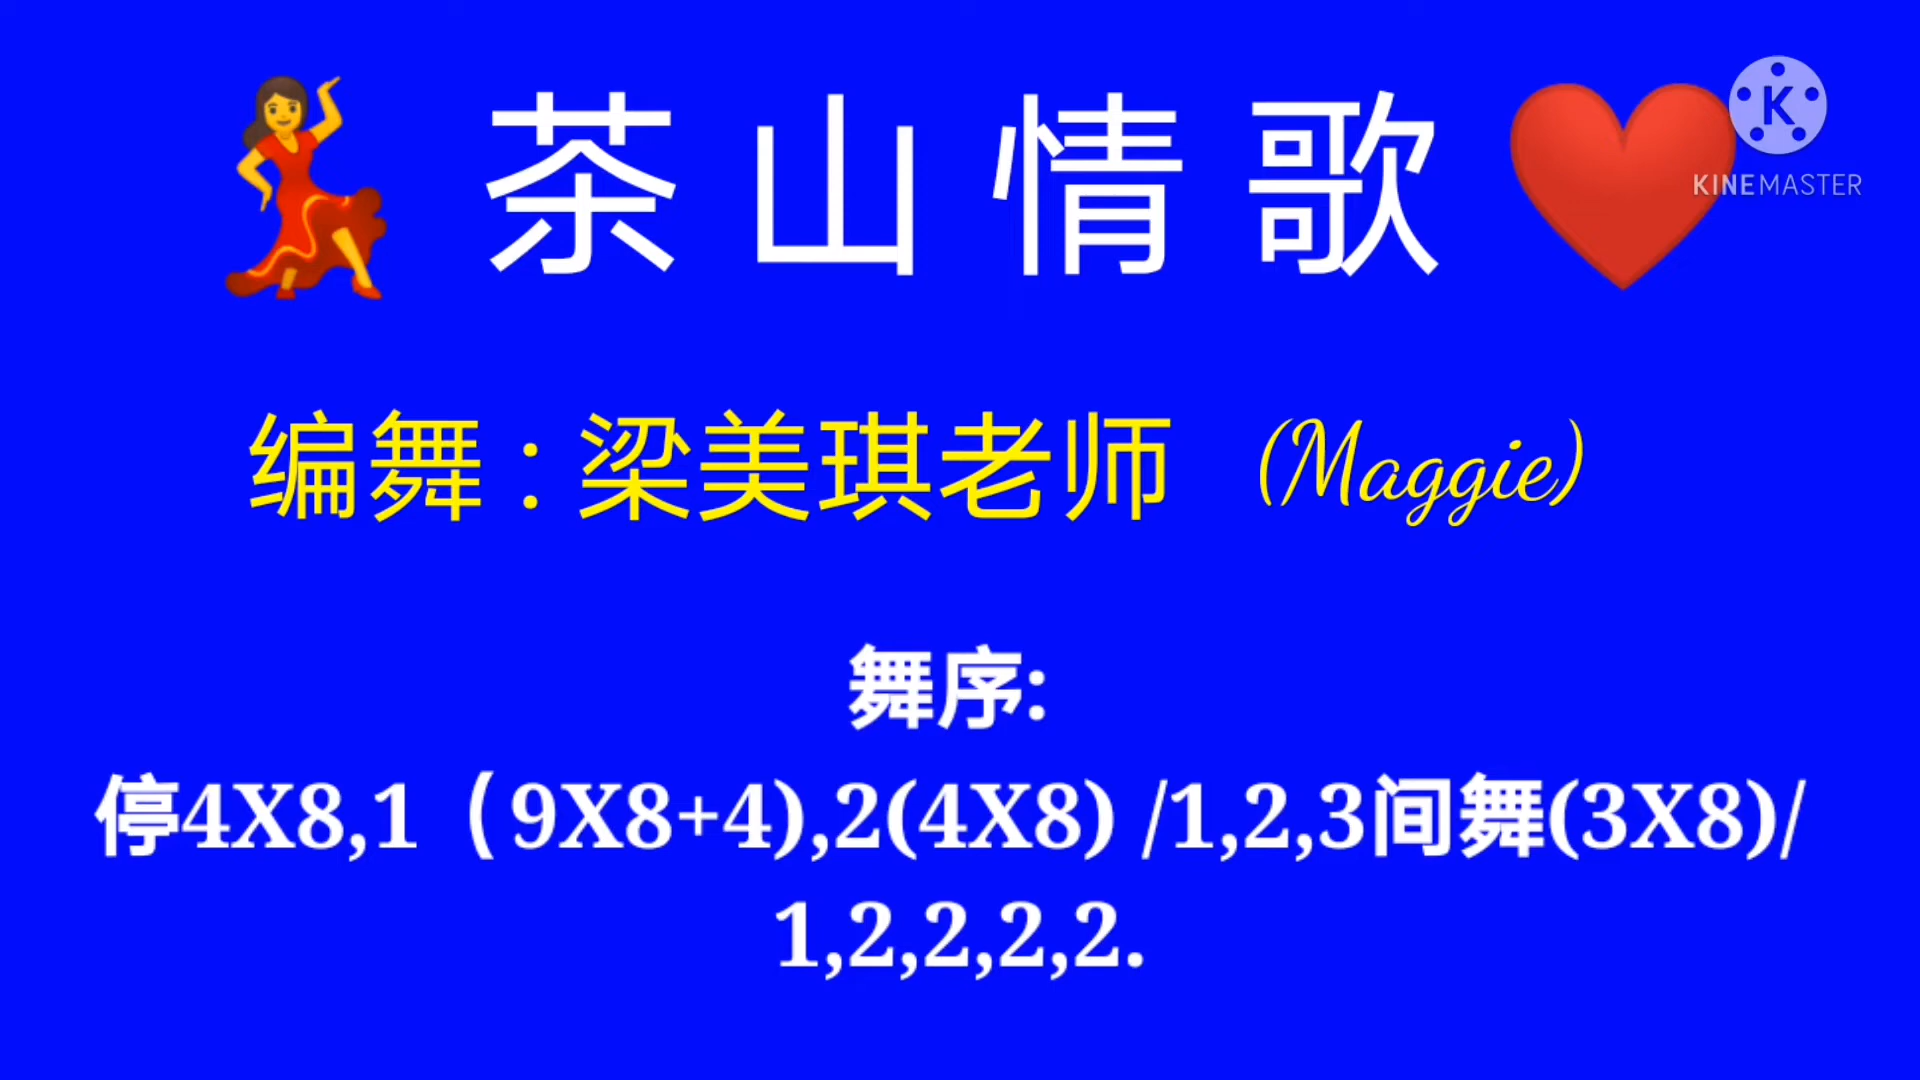 茶山情歌
K
KINEMASTER
编舞:梁美琪老师 (Maggie)
舞序:
停4X8,1（9X8+4),2(4X8) /1,2,3间舞(3X8)/
1,2,2,2,2.